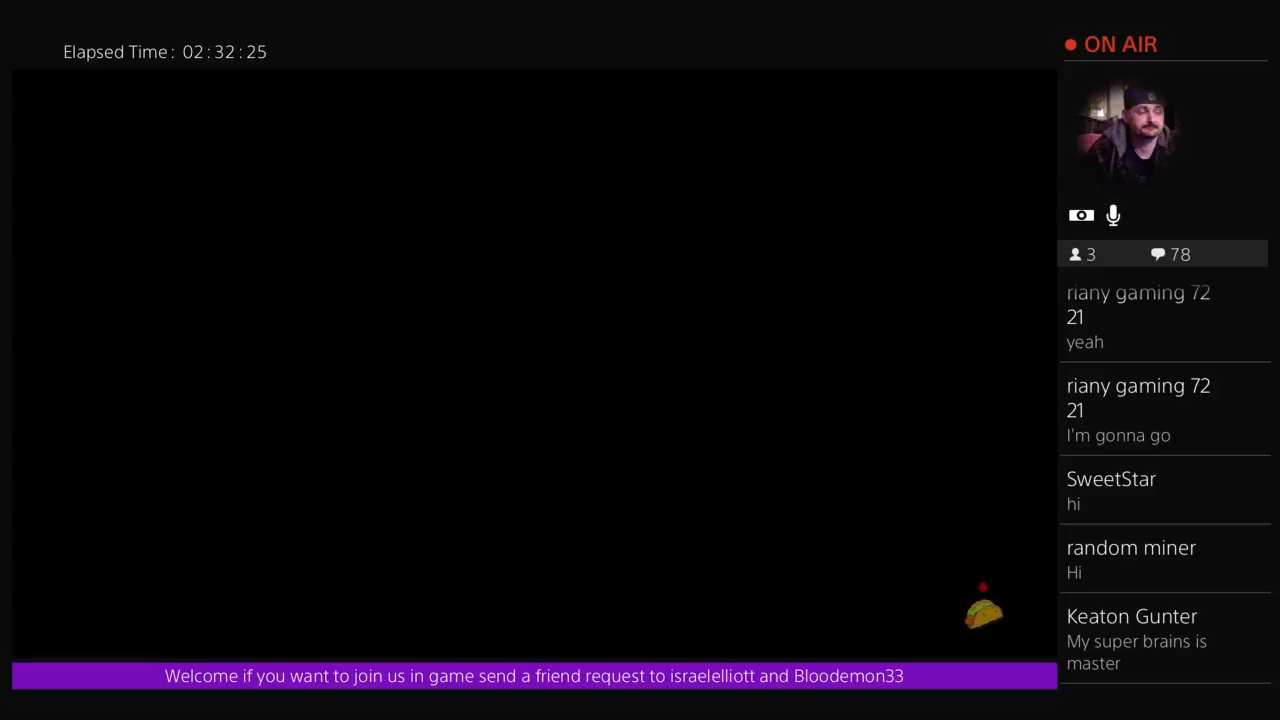 Elapsed Time: 02:32:25
ON AIR
3 78
riany gaming 72
21
yeah
riany gaming 72
21
I'm gonna go
SweetStar
hi
random miner
Hi
Keaton Gunter
My super brains is
master
Welcome if you want to join us in game send a friend request to israelelliott and Bloodemon33